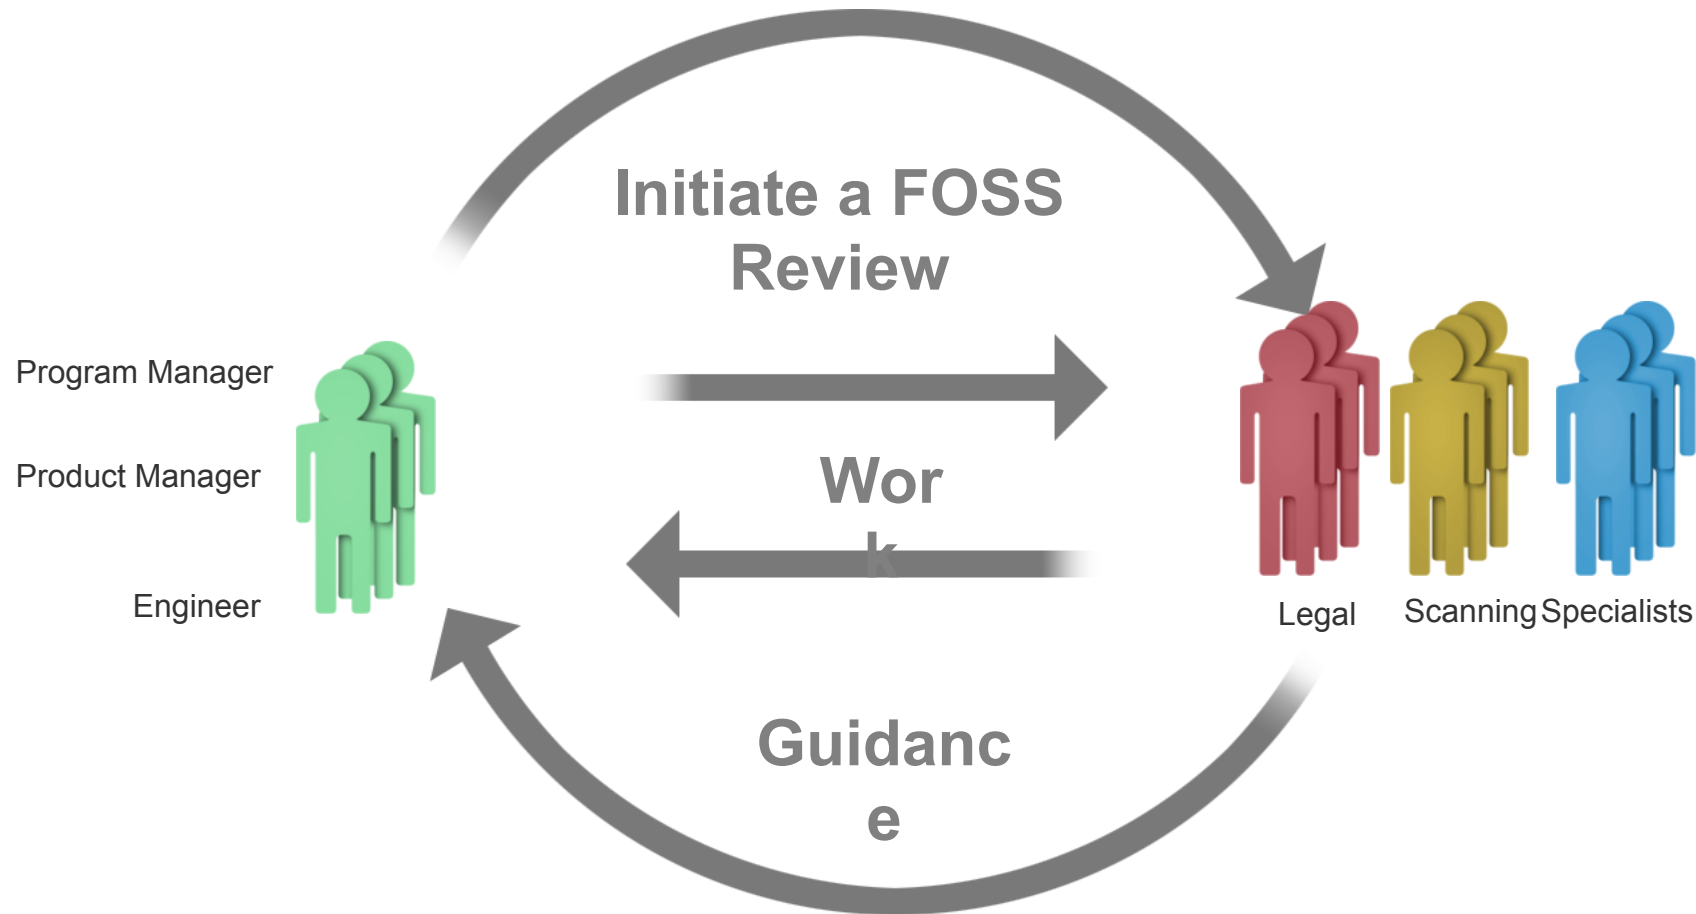 Initiate a FOSS
Review
Program Manager
Product Manager
Engineer
Wor
k
Legal
Scanning
Specialists
Guidanc
e